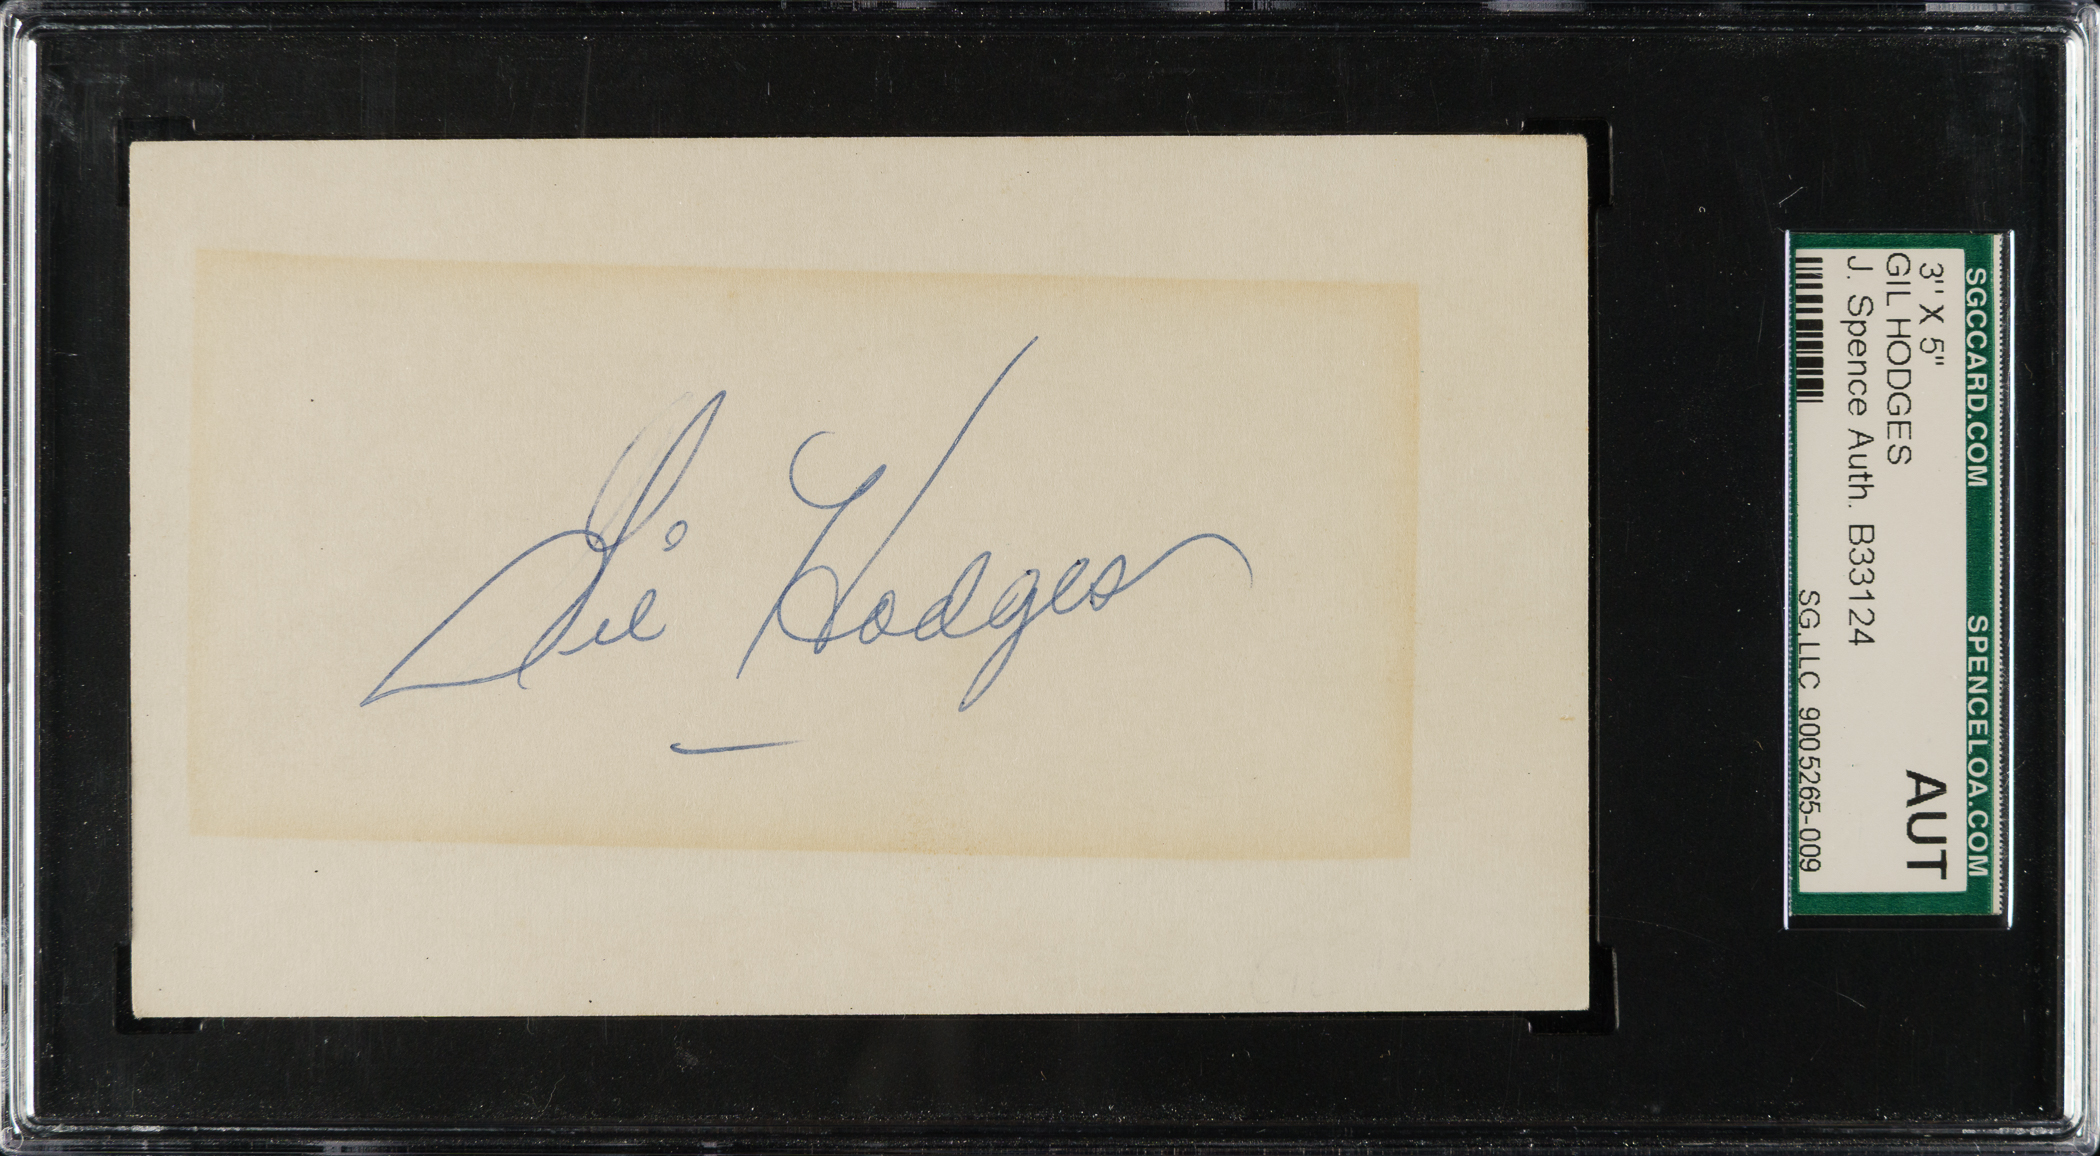 Gil Hodges
SGCCARD.COM SPENCELOA.COM
3" X 5"
GIL HODGES AUT
J. Spence Auth. B33124
SG, LLC 9005265-009